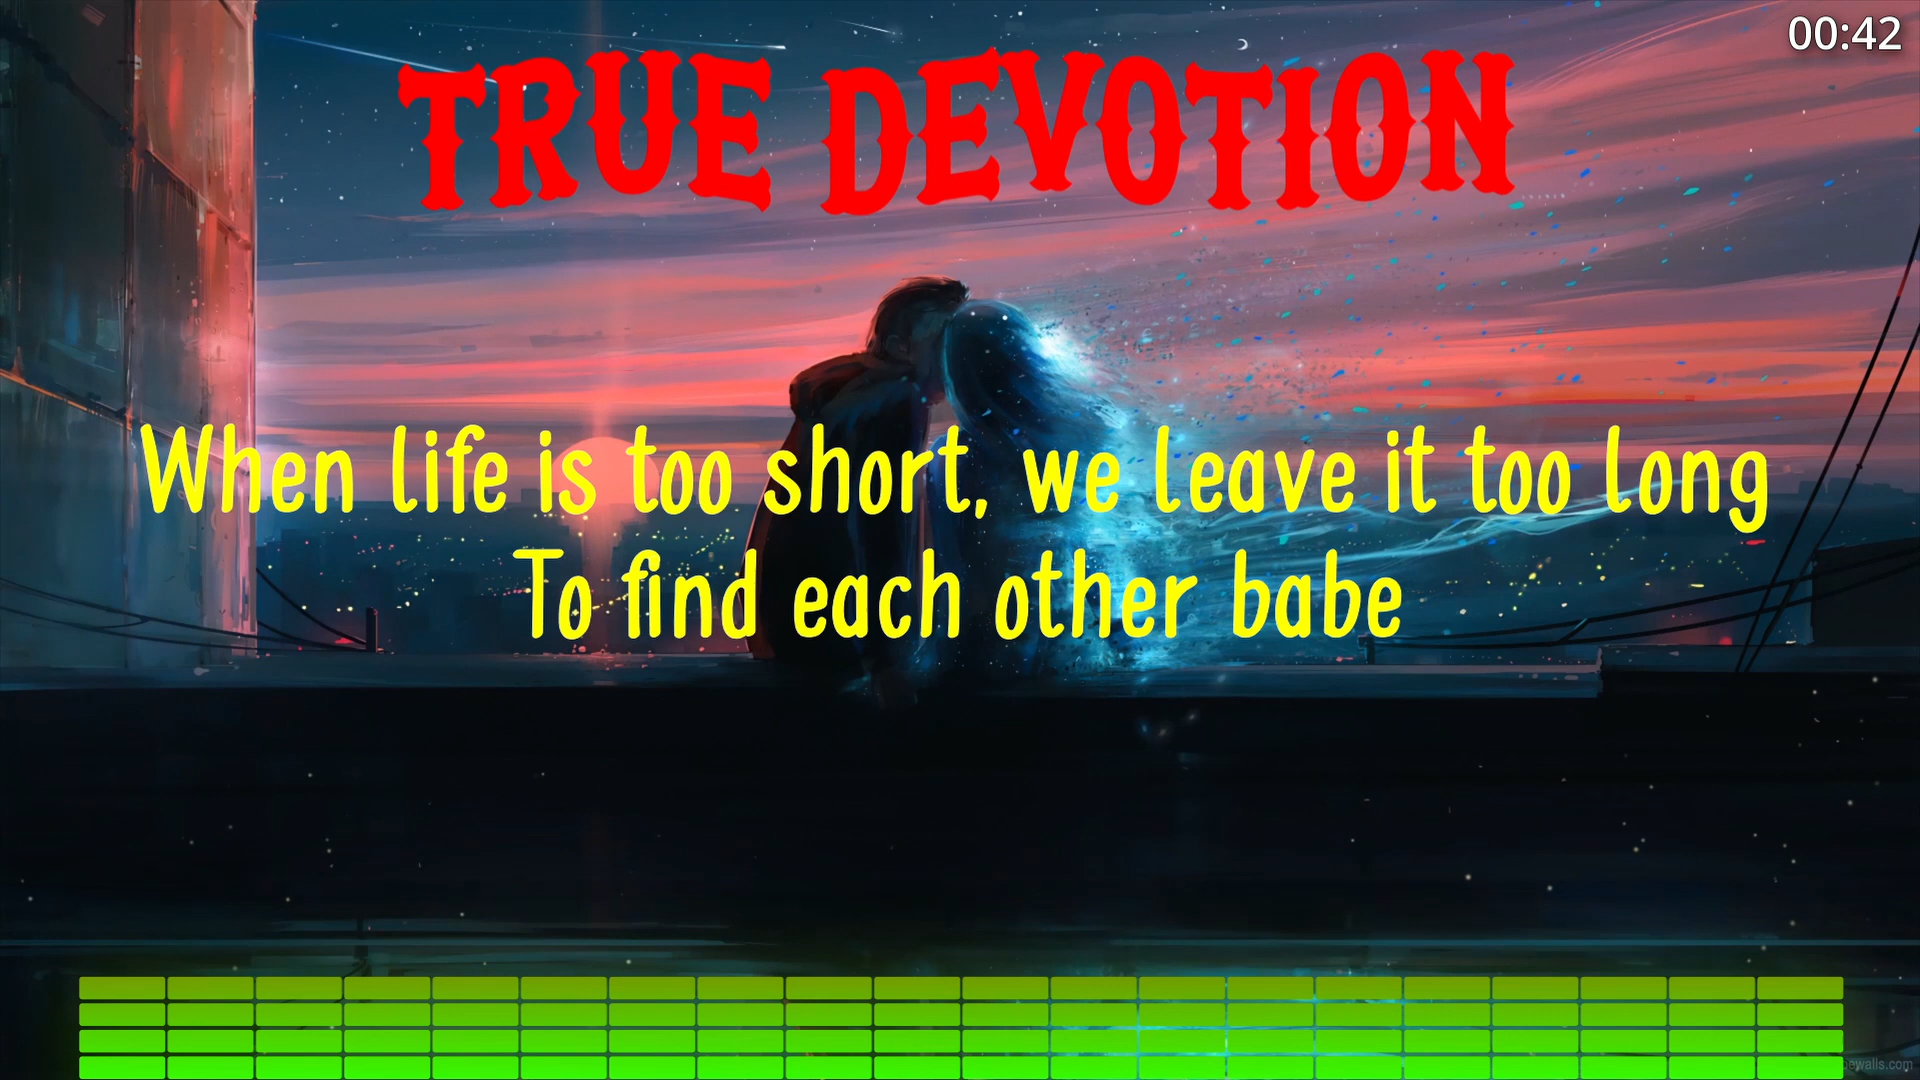 00:42
TRUE DEVOTION
When life is too short, we leave it too long
To find each other babe